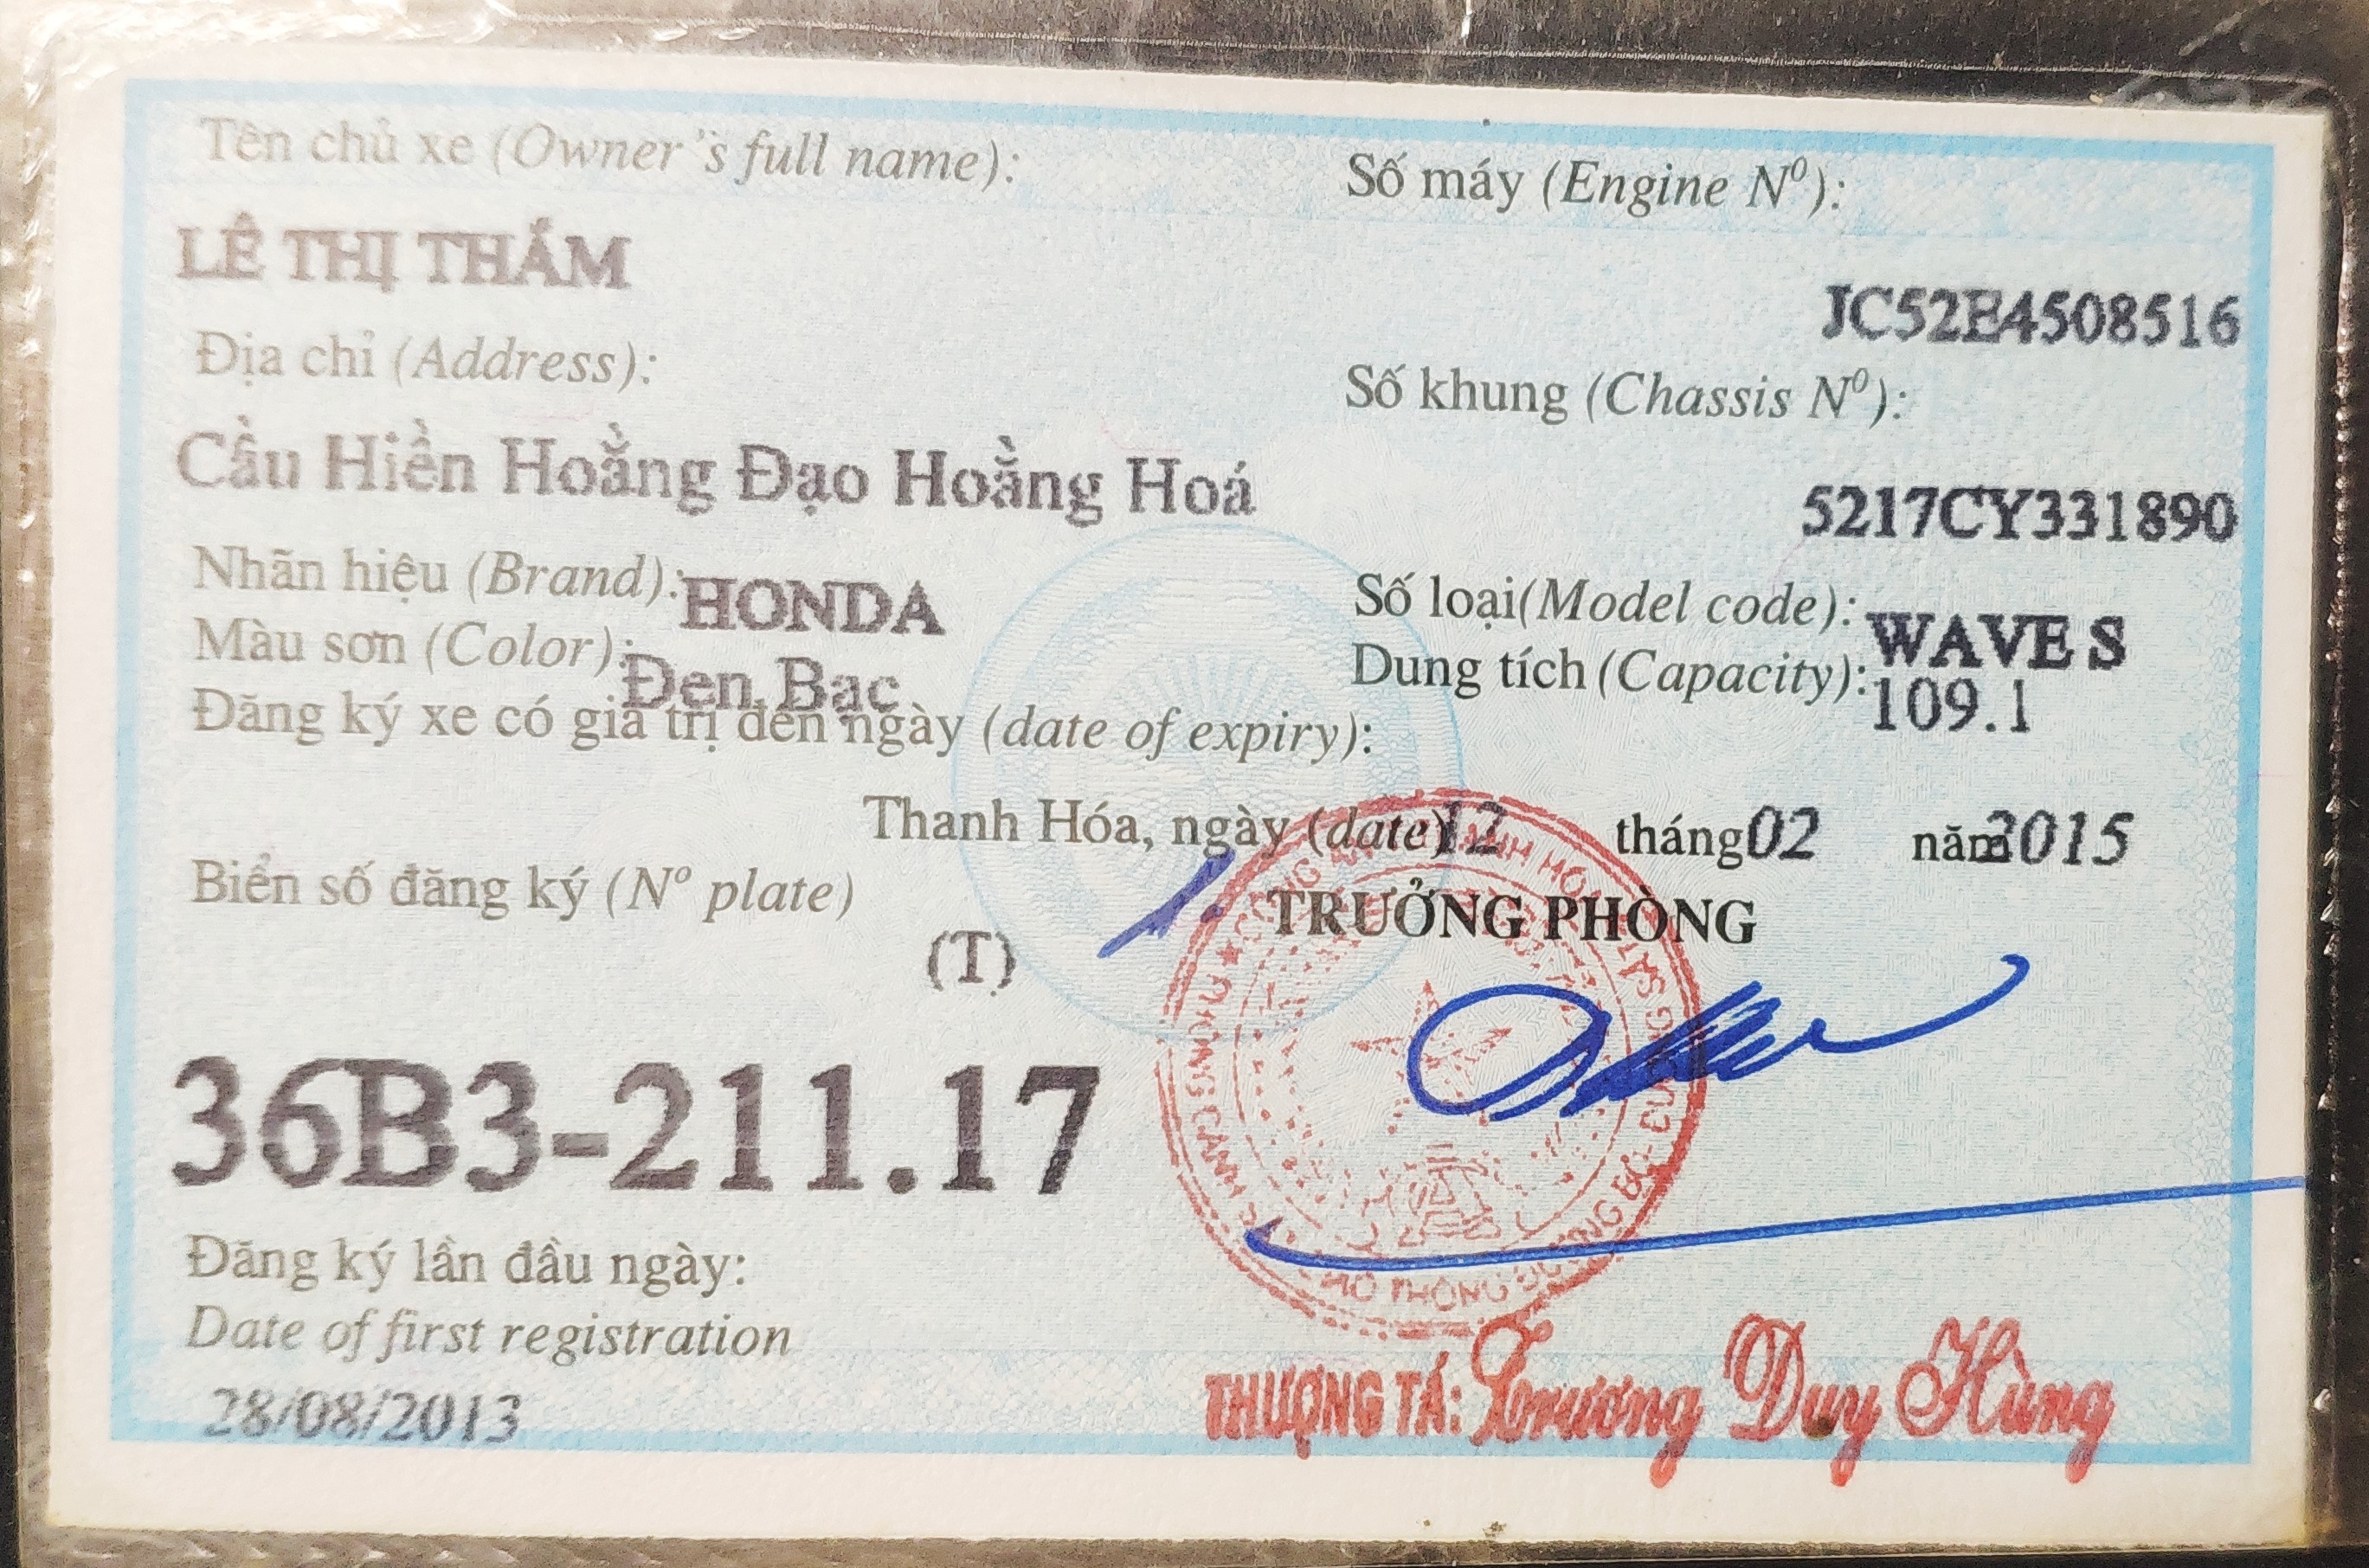 Tên chủ xe (Owner's full name):
LÊ THỊ THẮM
Địa chỉ (Address):
Cầu Hiền Hoằng Đạo Hoằng Hoá
Nhãn hiệu (Brand): HONDA
Màu sơn (Color): Đen Bạc
Số máy (Engine Nº):
JC52E4508516
Số khung (Chassis Nº):
5217CY331890
Số loại(Model code): WAVE S
Dung tích (Capacity): 109.1
Đăng ký xe có giá trị đến ngày (date of expiry):
Thanh Hóa, ngày (date) 12 tháng 02 năm 2015
Biển số đăng ký (Nº plate)
(T)
36B3-211.17
TRƯỞNG PHÒNG
Đăng ký lần đầu ngày:
Date of first registration
28/08/2013
THƯỢNG TÁ: Trương Duy Hùng